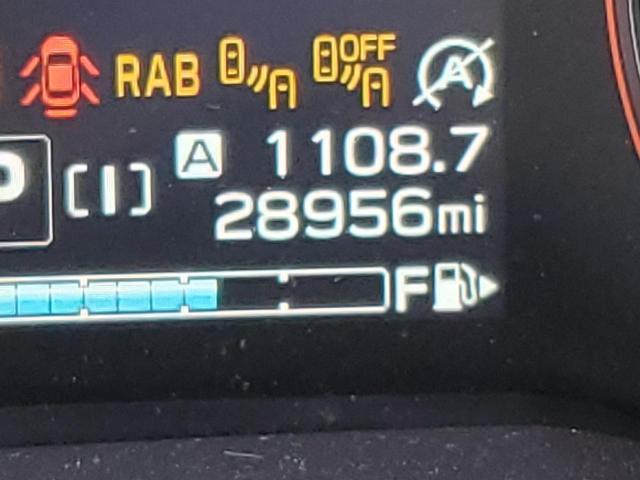 RAB OFF A
P [I] A 1108.7
28956mi
F